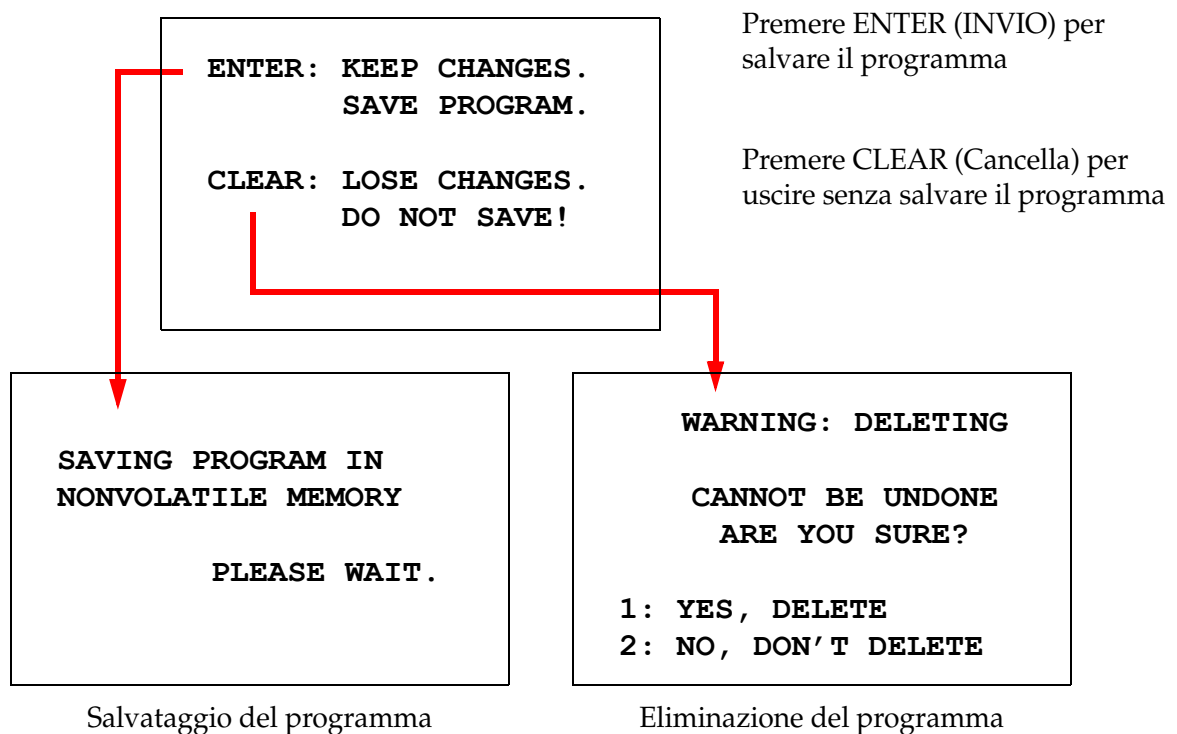 ENTER: KEEP CHANGES.
SAVE PROGRAM.
CLEAR: LOSE CHANGES.
DO NOT SAVE!
Premere ENTER (INVIO) per
salvare il programma
Premere CLEAR (Cancella) per
uscire senza salvare il programma
SAVING PROGRAM IN
NONVOLATILE MEMORY
PLEASE WAIT.
Salvataggio del programma
WARNING: DELETING
CANNOT BE UNDONE
ARE YOU SURE?
1: YES, DELETE
2: NO, DON'T DELETE
Eliminazione del programma